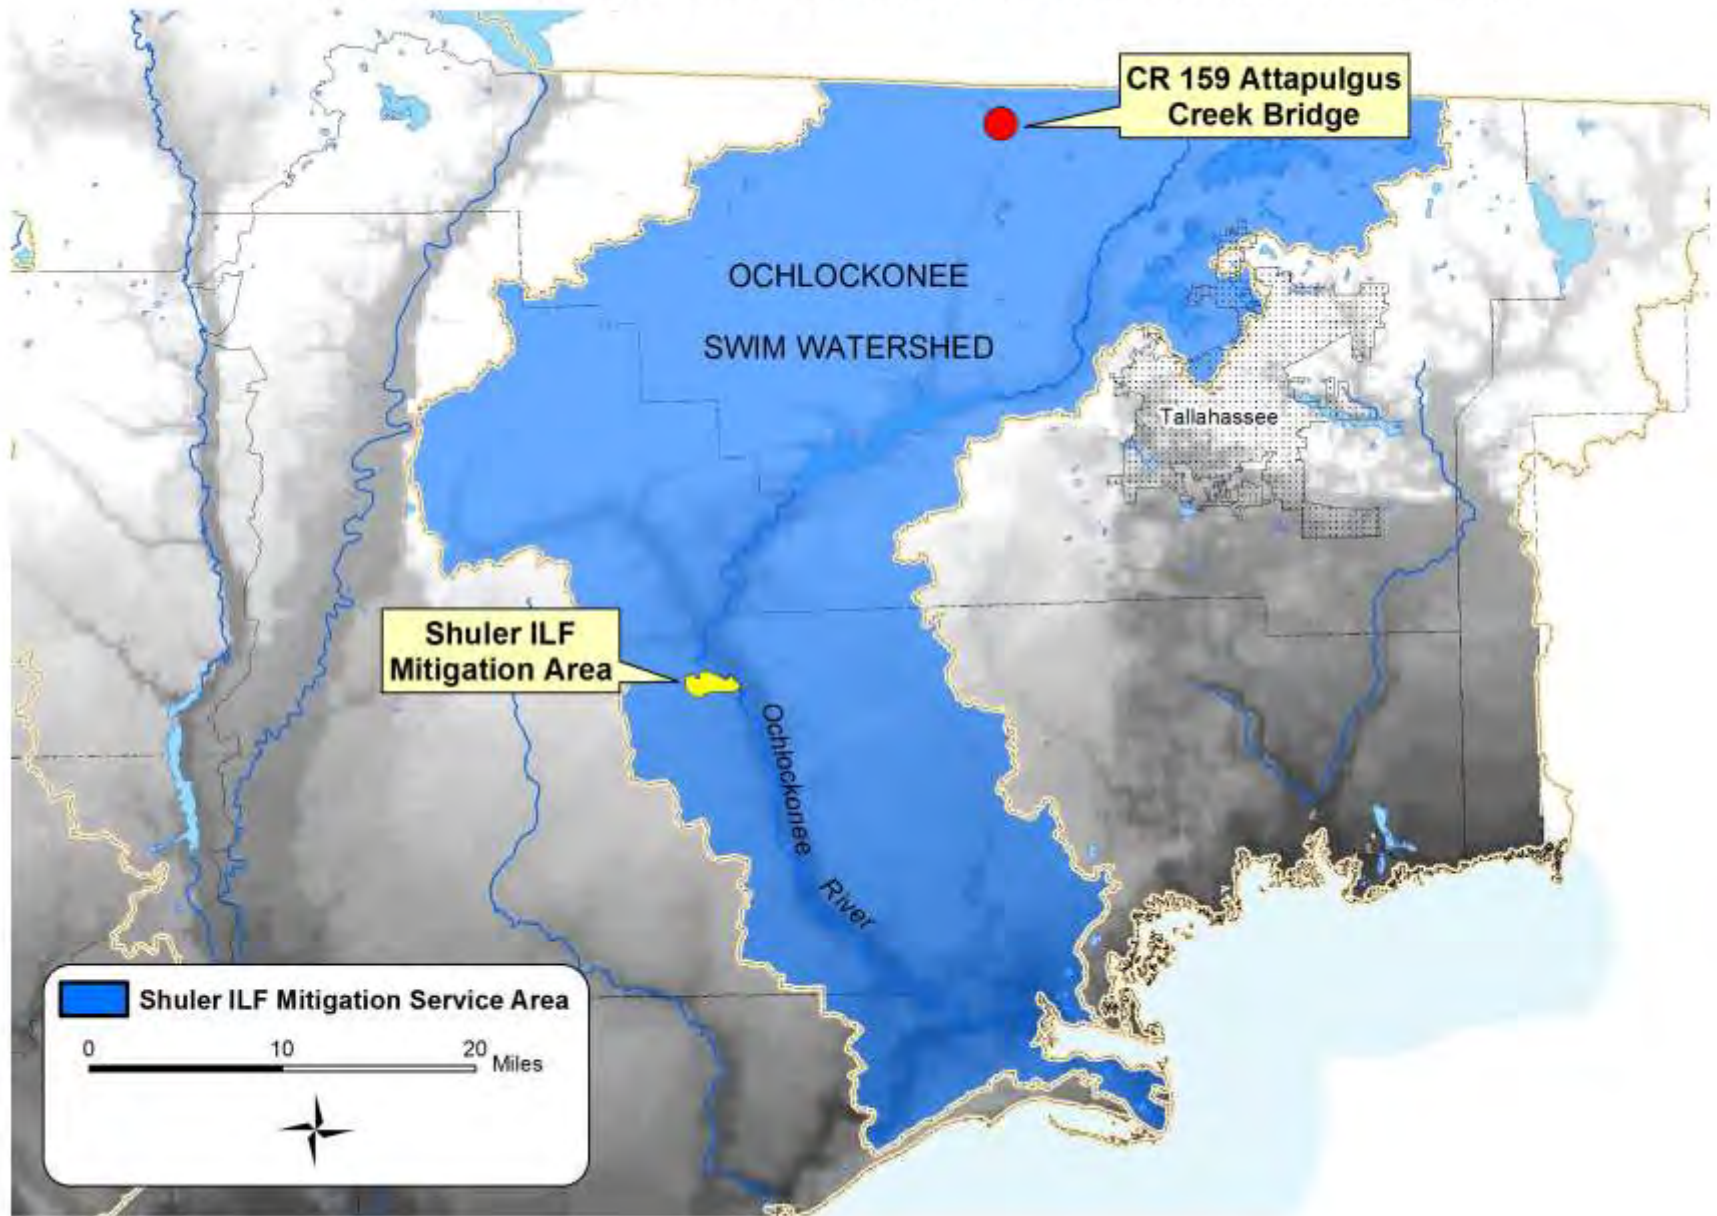 CR 159 Attapulgus
Creek Bridge
OCHLOCKONEE
SWIM WATERSHED
Tallahassee
Shuler ILF
Mitigation Area
Ochlockonee
River
Shuler ILF Mitigation Service Area
0 10 20 Miles